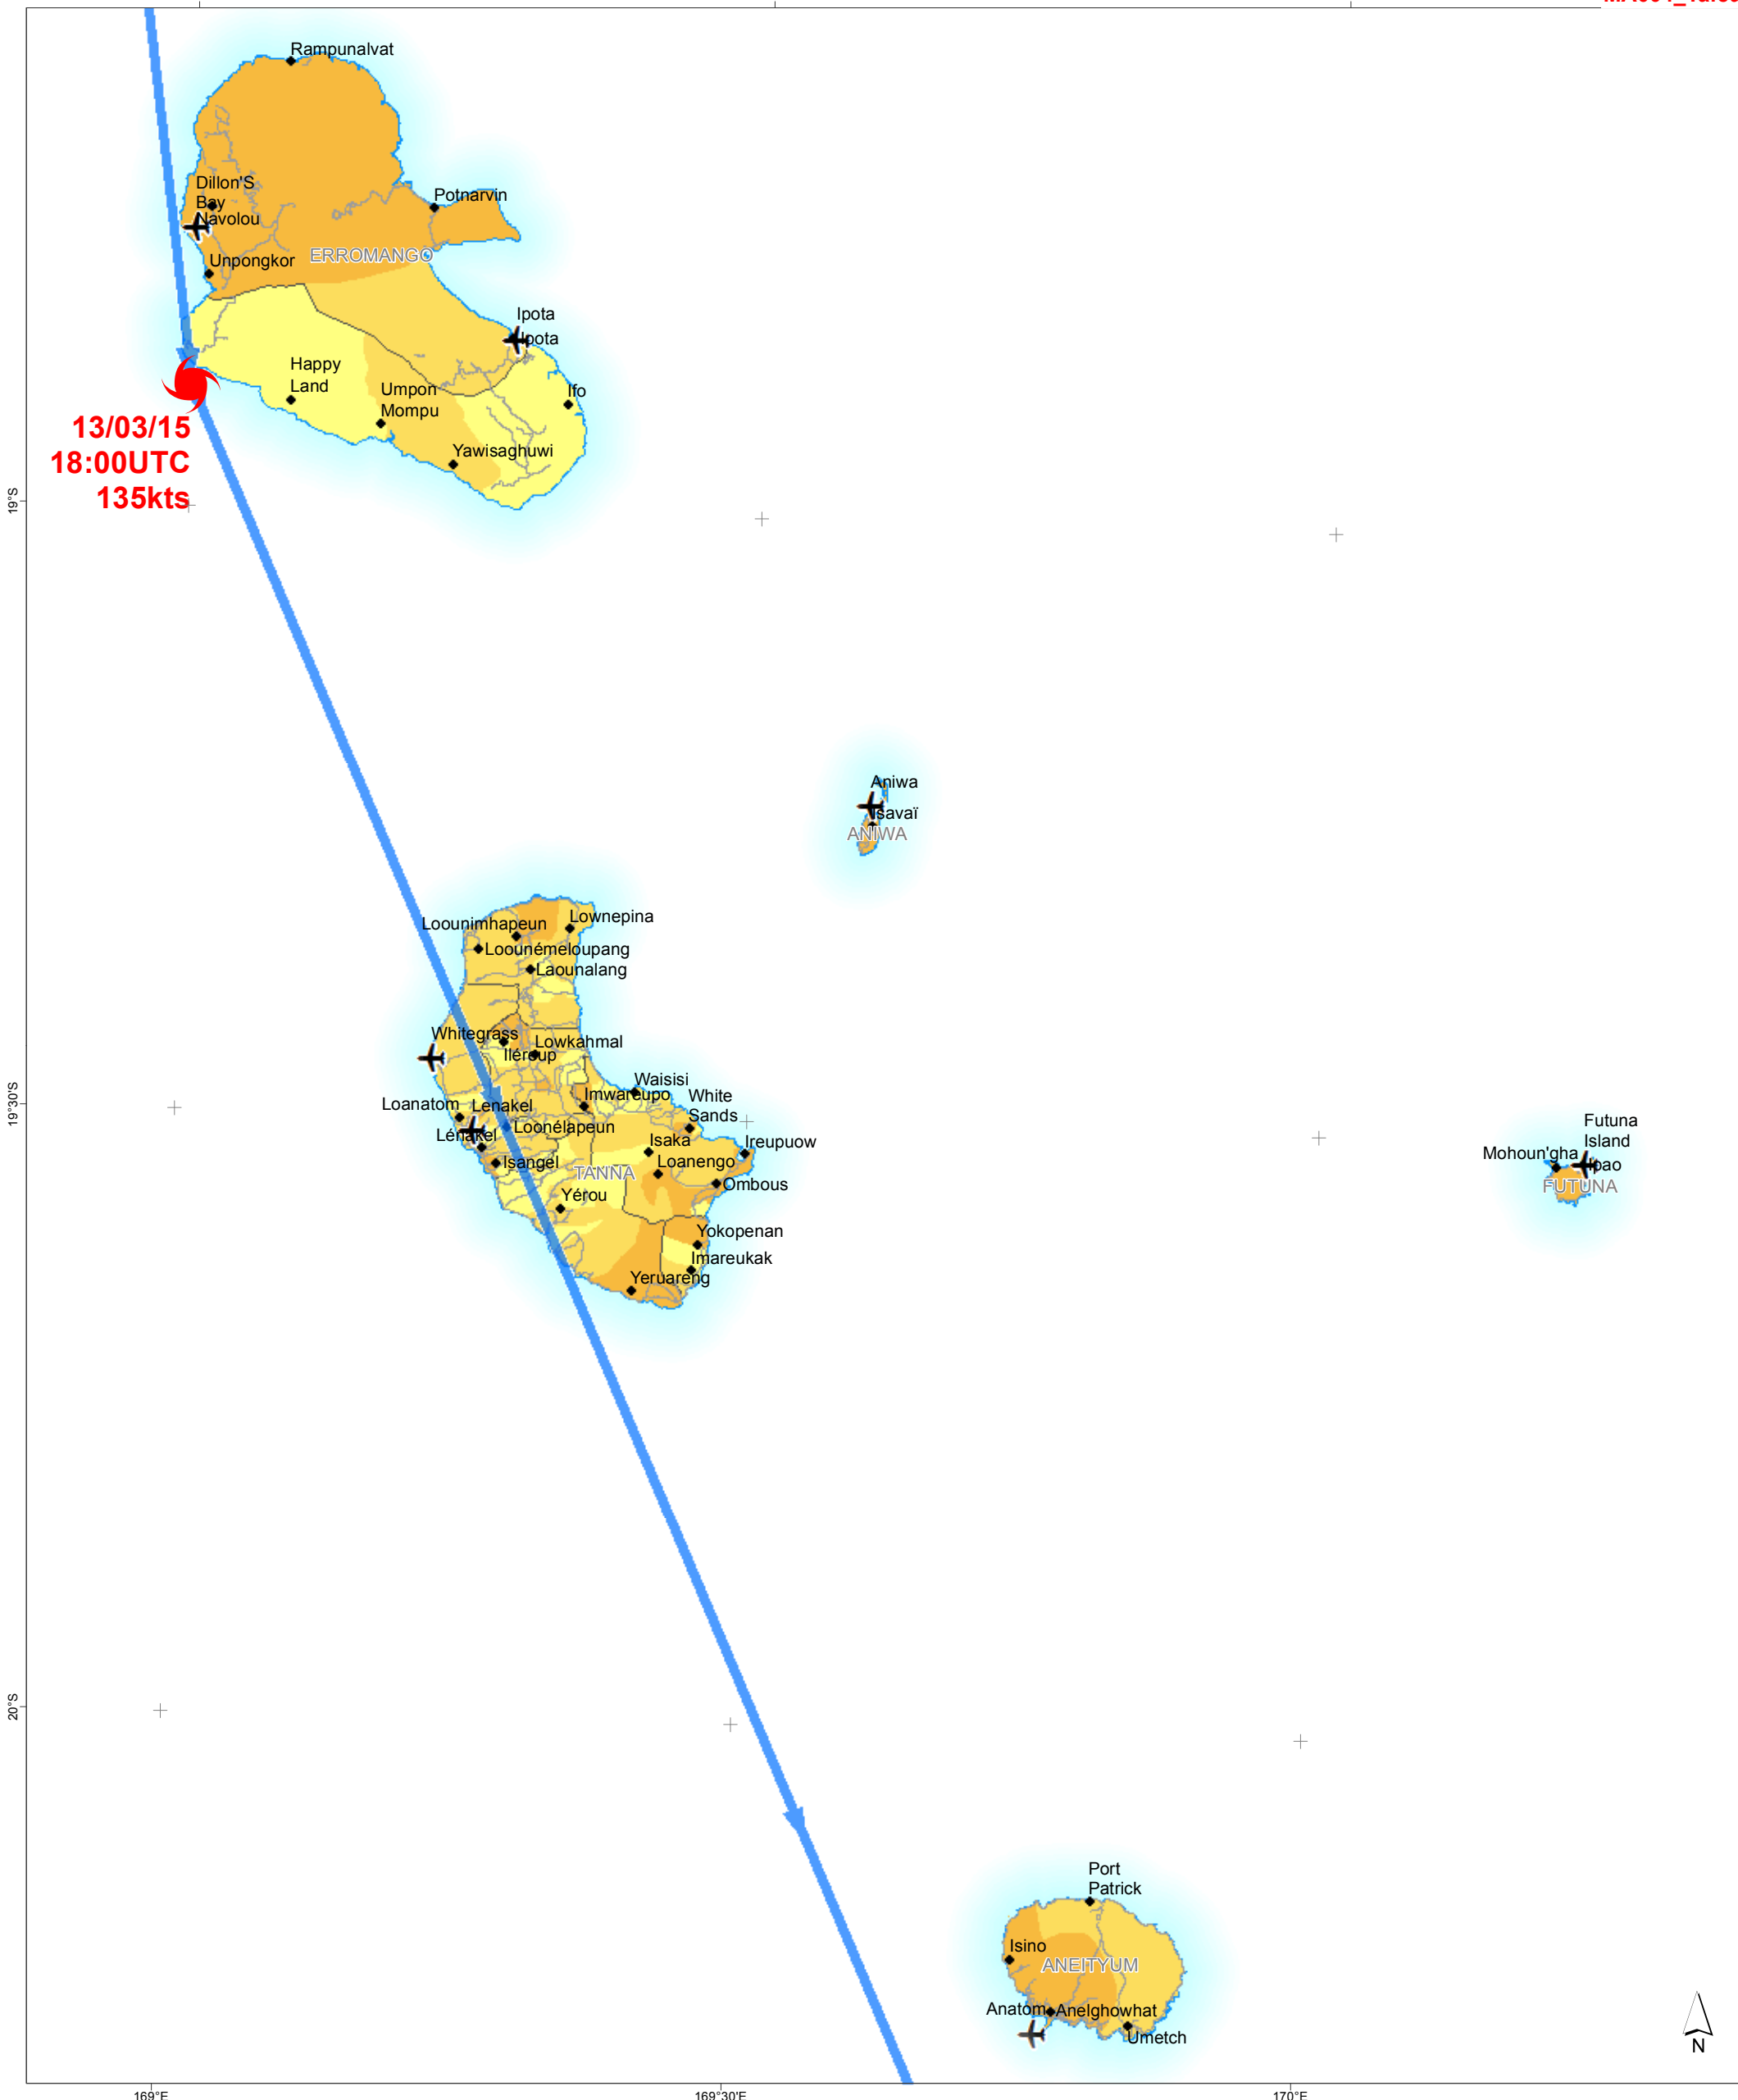 Rampunalvat
Dillon'S
Bay
Navolou
Potnarvin
ERROMANGO
Unpongkor
Ipota
Ipota
Happy
Land
Umpon
Mompu
Ifo
Yawisaghuwi
13/03/15
18:00UTC
135kts
19°S
Aniwa
Isavaï
ANIWA
Loounimhapeun
Lownepina
Loounémeloupang
Laounalang
Whitegrass
Lowkahmal
Iléroup
Waisisi
White
Sands
Imwareupo
19°30'S
Loanatom
Lenakel
Loonélapeun
Lénakel
Isaka
Ireupuow
Isangel
TANNA
Loanengo
Ombous
Yérou
Yokopenan
Imareukak
Yeruareng
Futuna
Island
Mohoun'gha
Ipao
FUTUNA
20°S
Port
Patrick
Isino
ANEITYUM
Anatom
Anelghowhat
Umetch
N
169°E
169°30'E
170°E